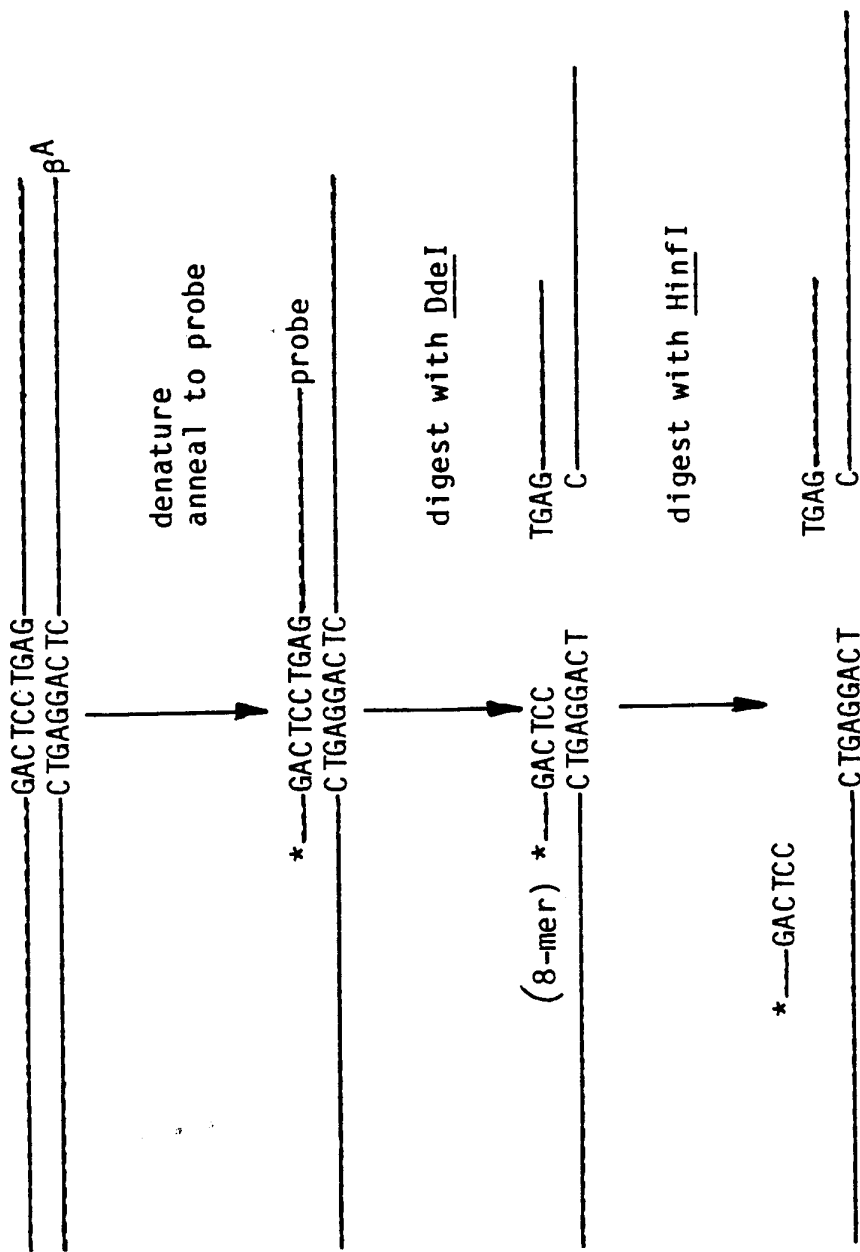 GACTCCTGAG
CTGAGGACTC βA
denature
anneal to probe
*GACTCCTGAG probe
CTGAGGACTC
digest with DdeI
(8-mer) *GACTCC TGAG
CTGAGGACT C
digest with HinfI
*GACTCC TGAG
CTGAGGACT C